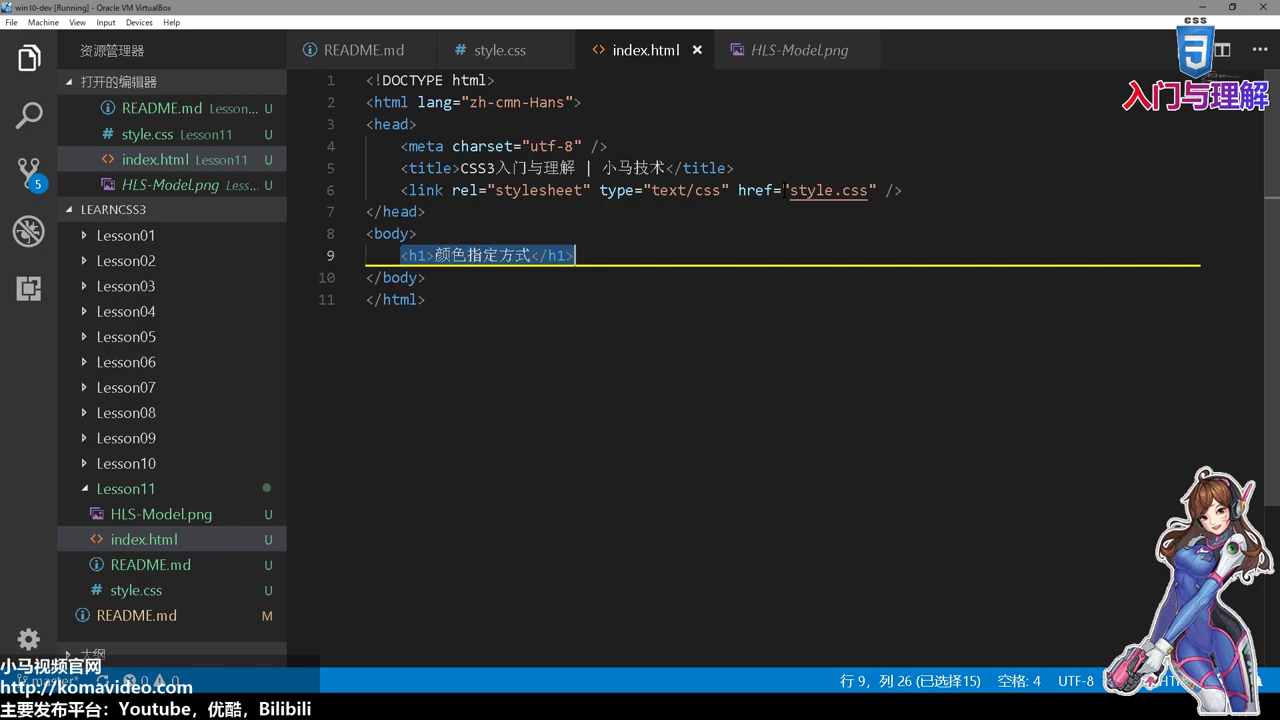 win10-dev [Running] - Oracle VM VirtualBox
File Machine View Input Devices Help
CSS
入门与理解
资源管理器
打开的编辑器
README.md Lesson... U
style.css Lesson11 U
index.html Lesson11 U
HLS-Model.png Less... U
LEARNCSS3
Lesson01
Lesson02
Lesson03
Lesson04
Lesson05
Lesson06
Lesson07
Lesson08
Lesson09
Lesson10
Lesson11
HLS-Model.png U
index.html U
README.md U
style.css U
README.md M
大纲
5
README.md style.css index.html HLS-Model.png
1 <!DOCTYPE html>
2 <html lang="zh-cmn-Hans">
3 <head>
4 <meta charset="utf-8" />
5 <title>CSS3入门与理解 | 小马技术</title>
6 <link rel="stylesheet" type="text/css" href="style.css" />
7 </head>
8 <body>
9 <h1>颜色指定方式</h1>
10 </body>
11 </html>
master* 0 0
行 9，列 26 (已选择15) 空格: 4 UTF-8
小马视频官网
http://komavideo.com
主要发布平台：Youtube，优酷，Bilibili